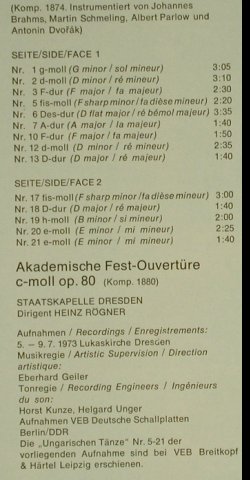 (Komp. 1874. Instrumentiert von Johannes
Brahms, Martin Schmeling, Albert Parlow und
Antonin Dvořák)
SEITE/SIDE/FACE 1
Nr. 1 g-moll (G minor / sol mineur) 3:05
Nr. 2 d-moll (D minor / ré mineur) 3:10
Nr. 3 F-dur (F major / fa majeur) 2:30
Nr. 5 fis-moll (F sharp minor / fa dièse mineur) 2:20
Nr. 6 Des-dur (D flat major / ré bémol majeur) 3:35
Nr. 7 A-dur (A major / la majeur) 1:40
Nr. 10 F-dur (F major / fa majeur) 1:50
Nr. 12 d-moll (D minor / ré mineur) 2:35
Nr. 13 D-dur (D major / ré majeur) 1:40
SEITE/SIDE/FACE 2
Nr. 17 fis-moll (F sharp minor / fa dièse mineur) 3:00
Nr. 18 D-dur (D major / ré majeur) 1:40
Nr. 19 h-moll (B minor / si mineur) 2:00
Nr. 20 e-moll (E minor / mi mineur) 2:25
Nr. 21 e-moll (E minor / mi mineur) 1:40
Akademische Fest-Ouvertüre
c-moll op. 80 (Komp. 1880)
STAATSKAPELLE DRESDEN
Dirigent HEINZ RÖGNER
Aufnahmen / Recordings / Enregistrements:
5. – 9. 7. 1973 Lukaskirche Dresden
Musikregie / Artistic Supervision / Direction
artistique:
Eberhard Geiler
Tonregie / Recording Engineers / Ingénieurs
du son:
Horst Kunze, Helgard Unger
Aufnahmen VEB Deutsche Schallplatten
Berlin/DDR
Die „Ungarischen Tänze" Nr. 5-21 der
vorliegenden Aufnahme sind bei VEB Breitkopf
& Härtel Leipzig erschienen.